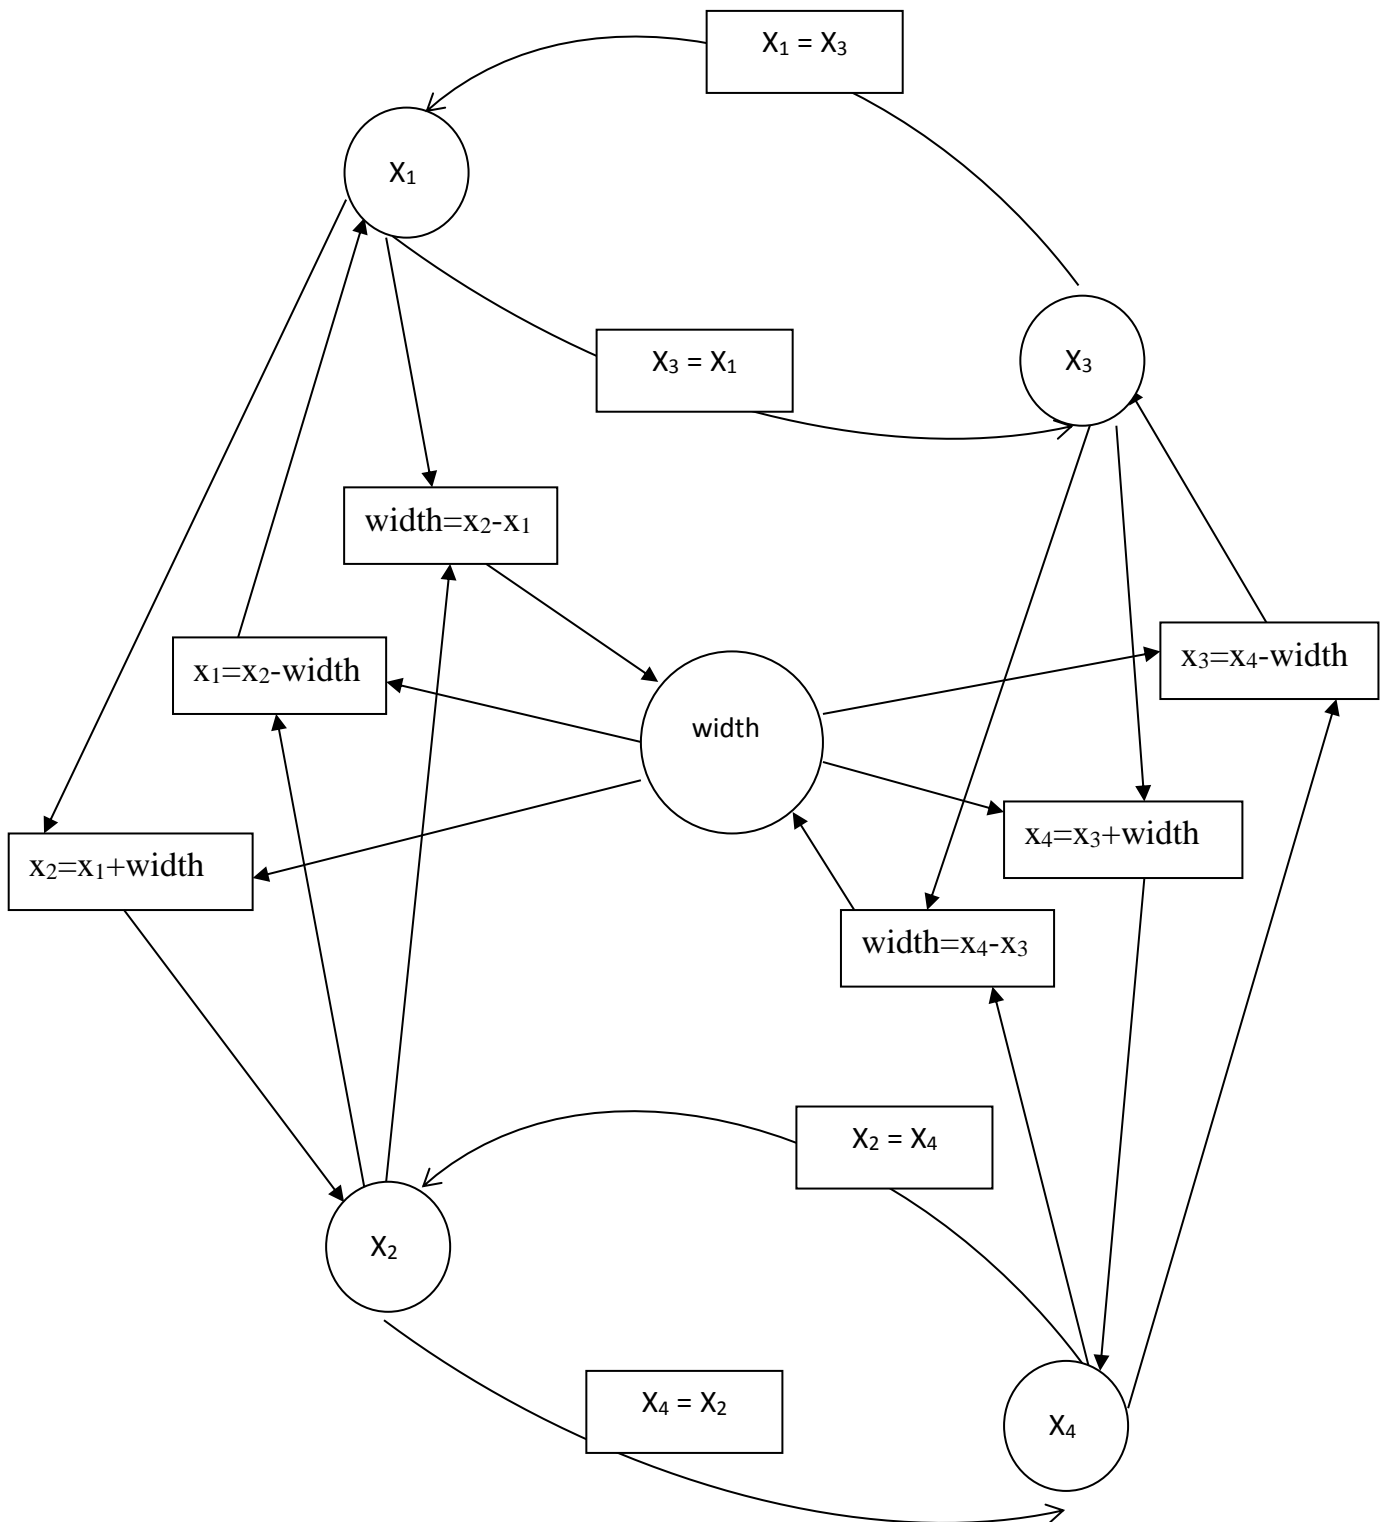 X₁ = X₃
X₁
X₃ = X₁
X₃
width=x₂-x₁
x₁=x₂-width
x₃=x₄-width
width
x₄=x₃+width
x₂=x₁+width
width=x₄-x₃
X₂ = X₄
X₂
X₄ = X₂
X₄